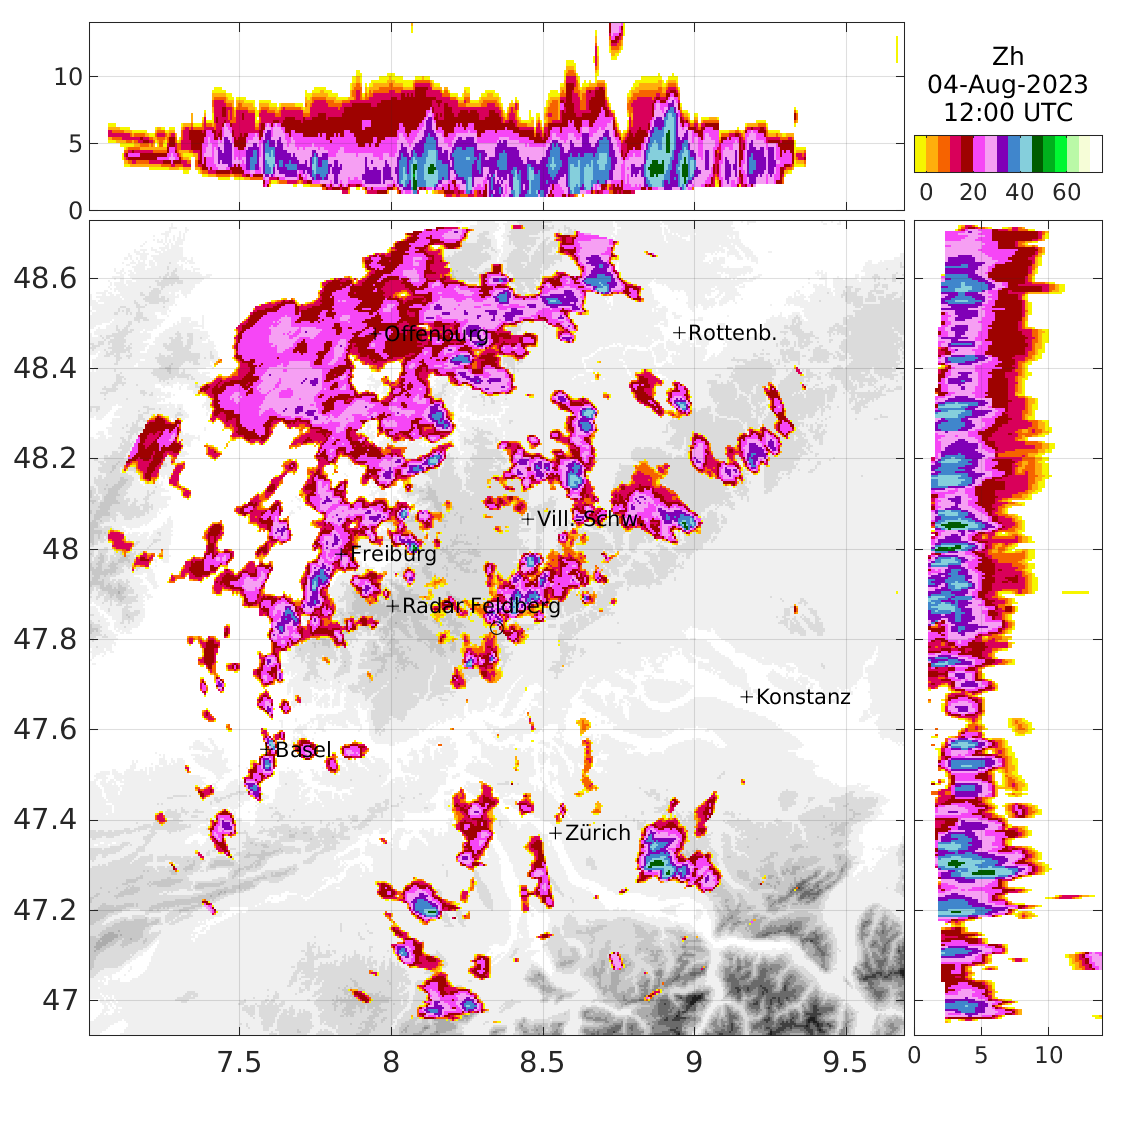 Zh
04-Aug-2023
12:00 UTC
10
5
0
0 20 40 60
48.6
48.4
48.2
48
47.8
47.6
47.4
47.2
47
Offenburg
Rottenb.
Vill. Schw.
Freiburg
Radar Feldberg
Konstanz
Basel
Zürich
7.5 8 8.5 9 9.5
0 5 10